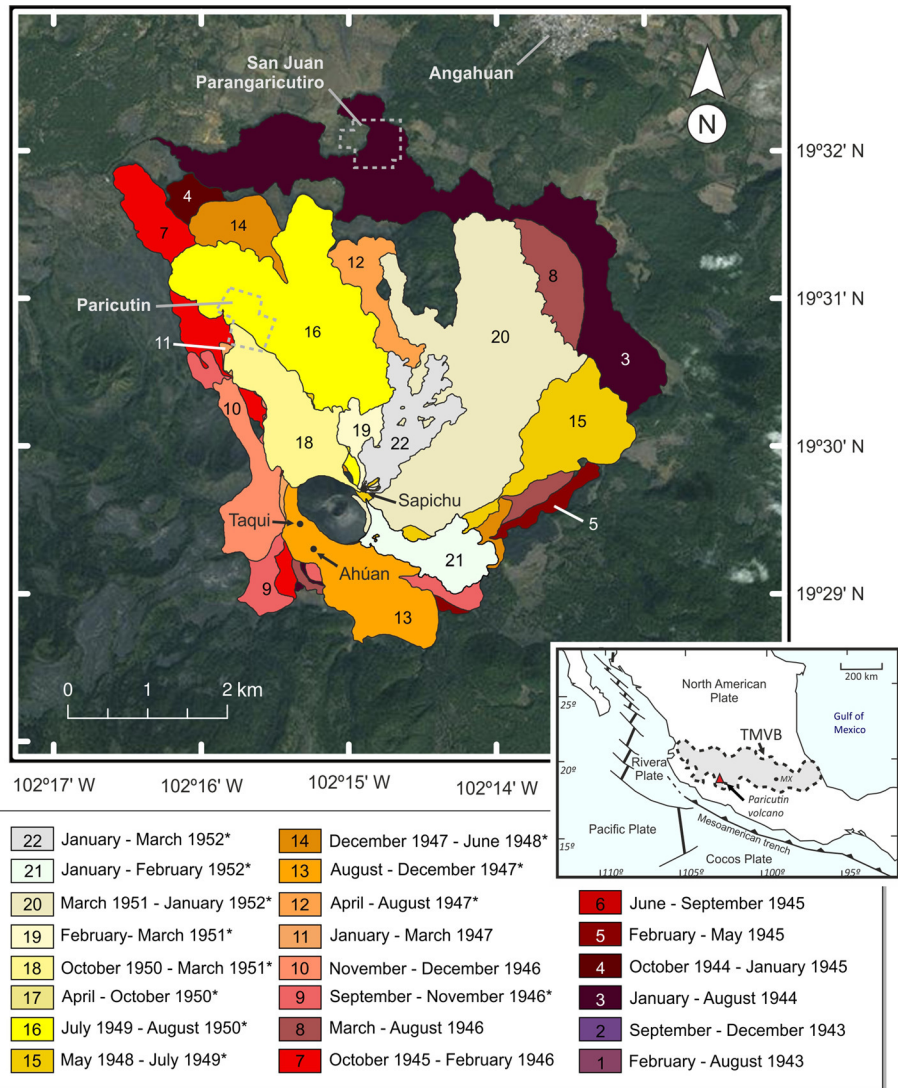 San Juan
Parangaricutiro
Angahuan
N
19º32' N
4
7
14
12
8
Paricutin
19º31' N
16
20
11
3
10
15
19
18
22
19º30' N
Sapichu
Taqui
5
21
Ahúan
9
19º29' N
13
0 1 2 km
102º17' W 102º16' W 102º15' W 102º14' W
200 km
North American
Plate
25º
Gulf of
Mexico
TMVB
20º
Rivera
Plate
MX
Paricutin
volcano
Mesoamerican trench
Pacific Plate
15º
Cocos Plate
110º 105º 100º 95º
22 January - March 1952*
21 January - February 1952*
20 March 1951 - January 1952*
19 February- March 1951*
18 October 1950 - March 1951*
17 April - October 1950*
16 July 1949 - August 1950*
15 May 1948 - July 1949*
14 December 1947 - June 1948*
13 August - December 1947*
12 April - August 1947*
11 January - March 1947
10 November - December 1946
9 September - November 1946*
8 March - August 1946
7 October 1945 - February 1946
6 June - September 1945
5 February - May 1945
4 October 1944 - January 1945
3 January - August 1944
2 September - December 1943
1 February - August 1943